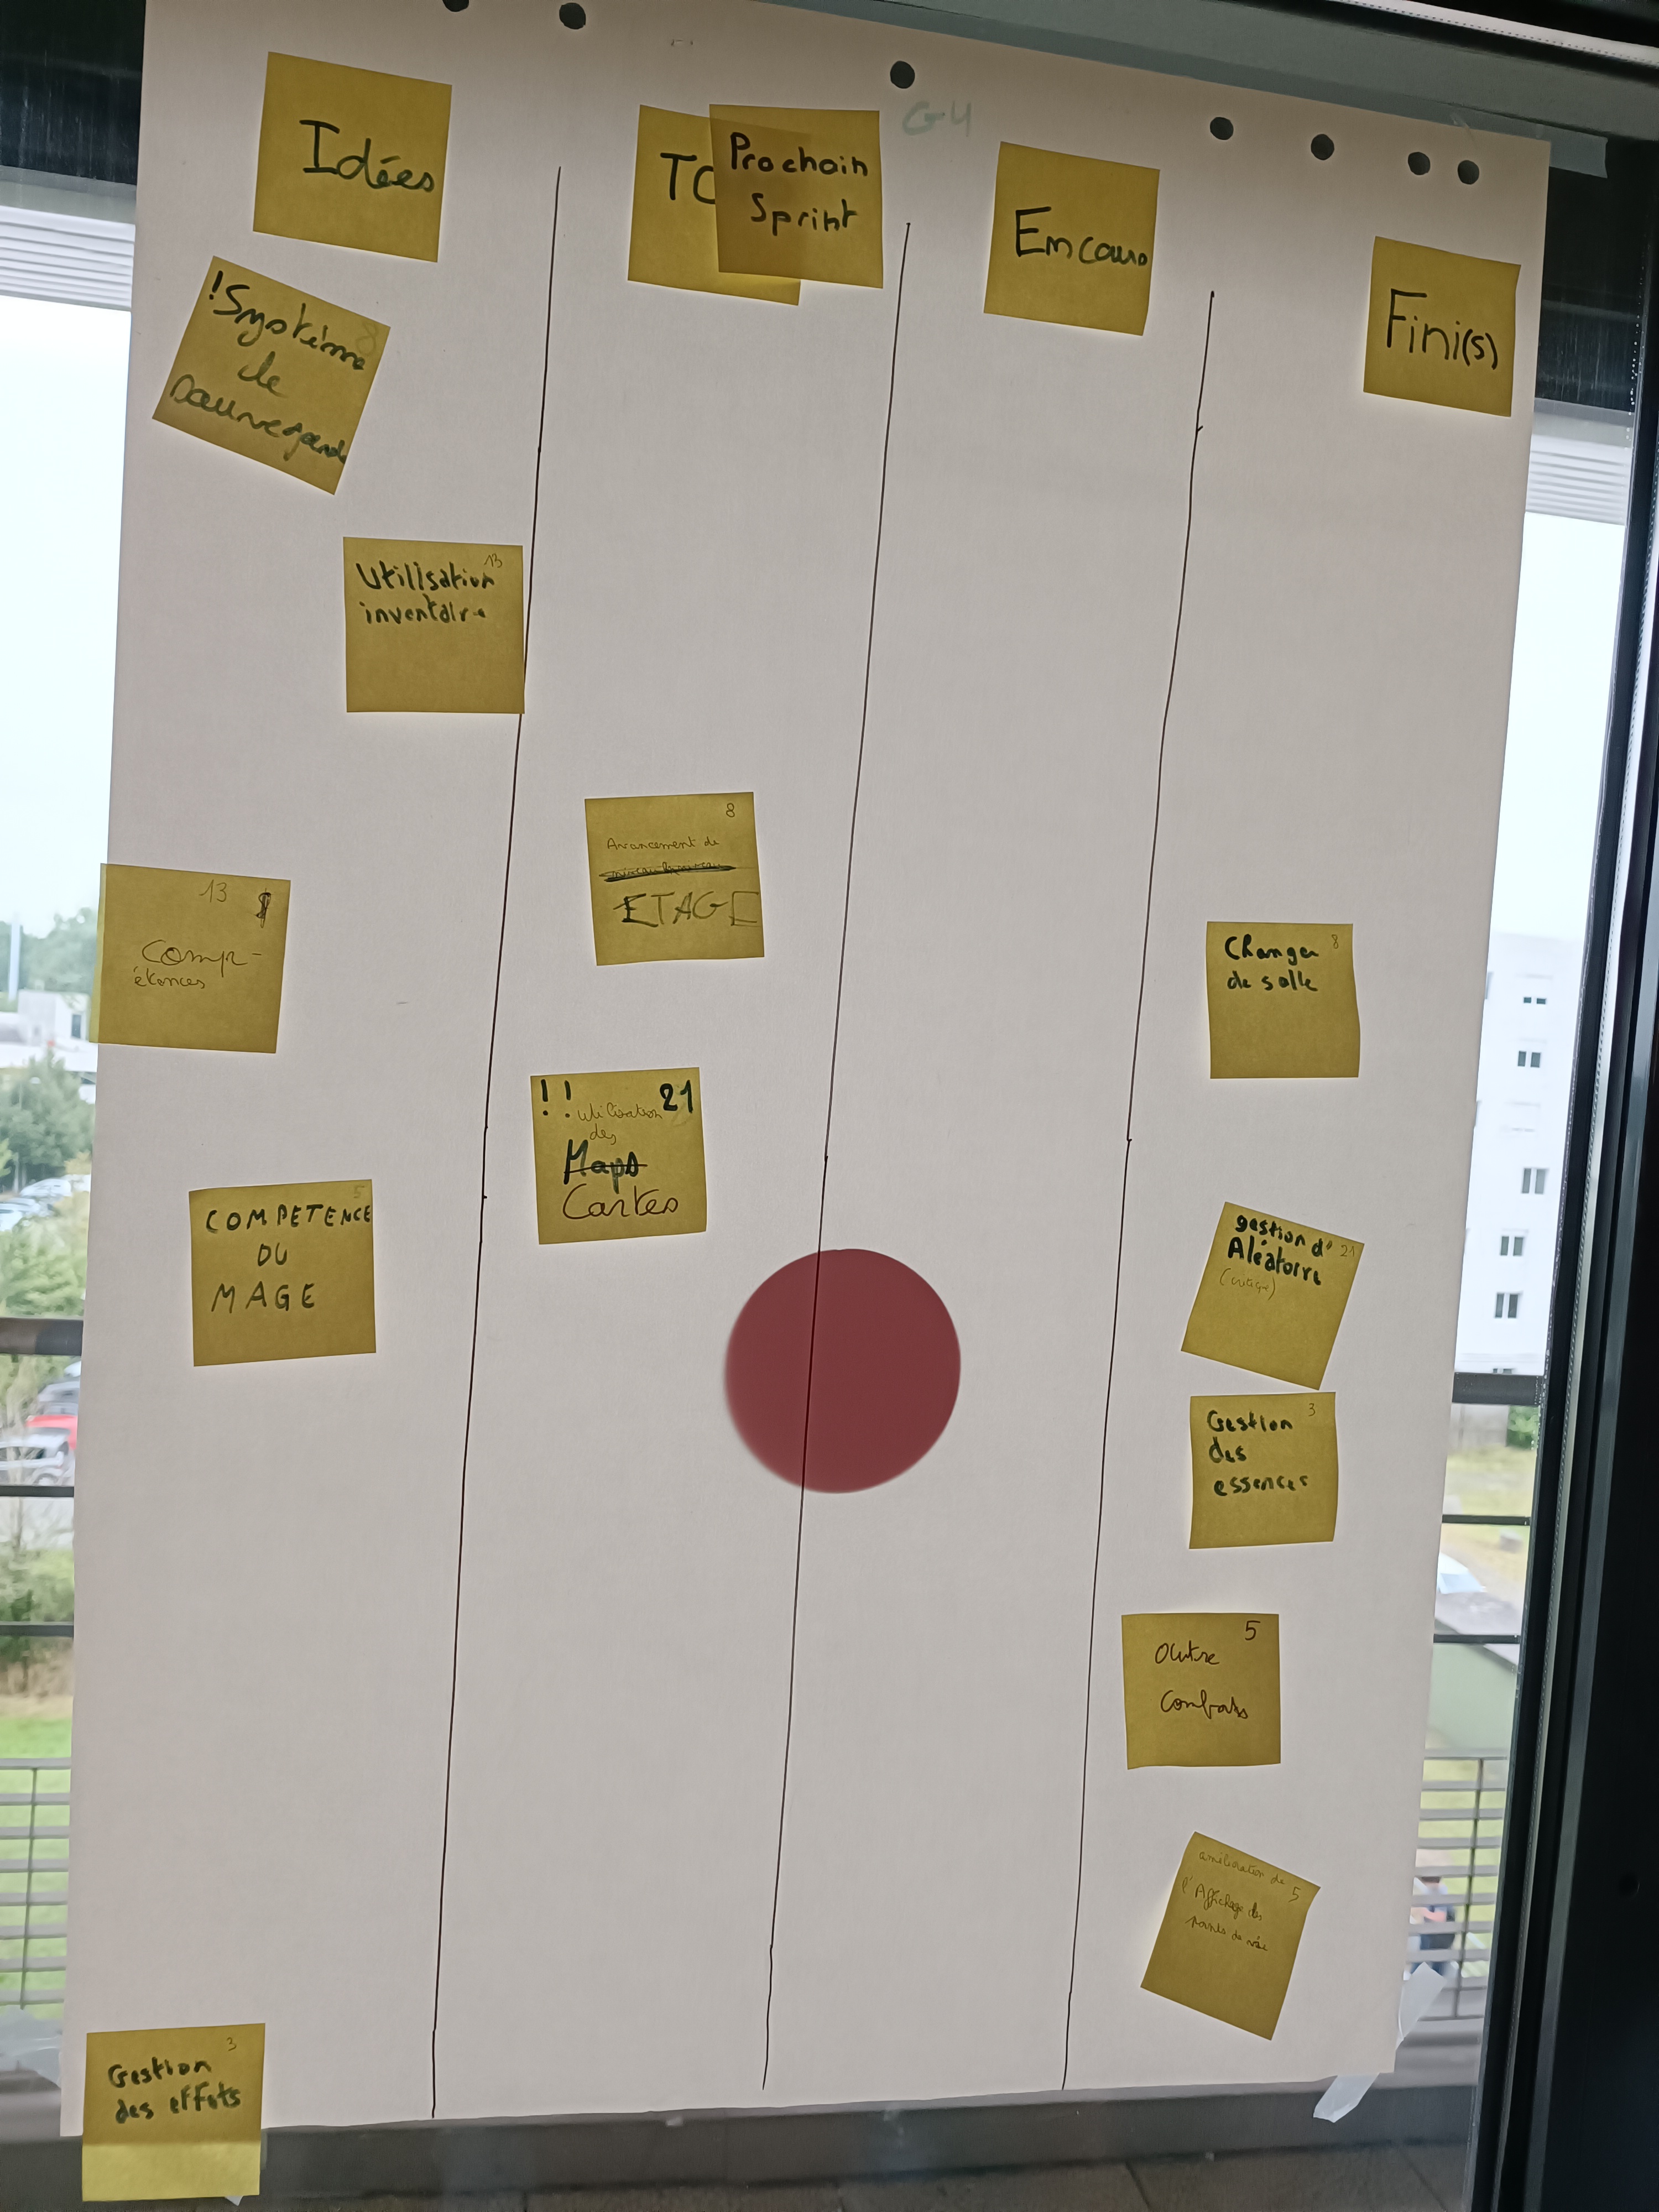 G4
Idées
TO
Prochain
Sprint
En cours
Fini(s)
! Système 8
de
sauvegarde
13
Utilisation
inventaire
13
Comp-
étences
5
COMPETENCE
DU
MAGE
3
Gestion
des effets
8
Avancement de
ETAGE
!! utilisation 21
des
Maps
Cartes
Changer 8
de salle
gestion d' 21
Aléatoire
(critique)
Gestion 3
des
essences
5
Outre
Combats
amélioration de 5
l'Affichage des
points de vie